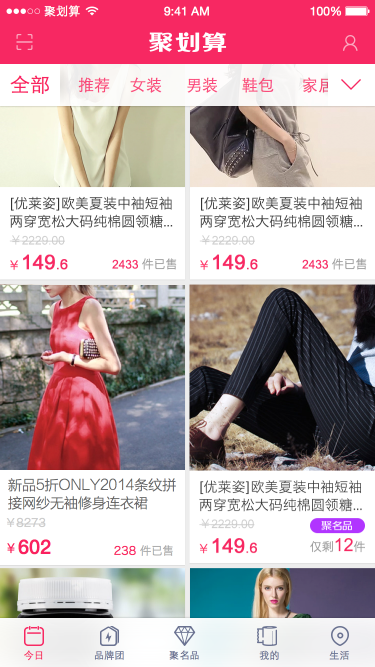 聚划算 9:41 AM 100%
聚划算
全部 推荐 女装 男装 鞋包 家居
[优莱姿]欧美夏装中袖短袖
两穿宽松大码纯棉圆领糖...
¥2229.00
¥ 149.6 2433 件已售
[优莱姿]欧美夏装中袖短袖
两穿宽松大码纯棉圆领糖...
¥2229.00
¥ 149.6 2433 件已售
新品5折ONLY2014条纹拼
接网纱无袖修身连衣裙
¥8273
¥602 238 件已售
[优莱姿]欧美夏装中袖短袖
两穿宽松大码纯棉圆领糖...
¥2229.00 聚名品
¥149.6 仅剩12件
今日 品牌团 聚名品 我的 生活